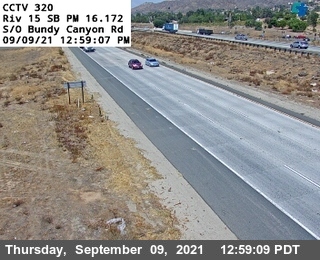 CCTV 320
Riv 15 SB PM 16.172
S/O Bundy Canyon Rd
09/09/21 12:59:07 PM
Thursday, September 09, 2021 12:59:09 PDT